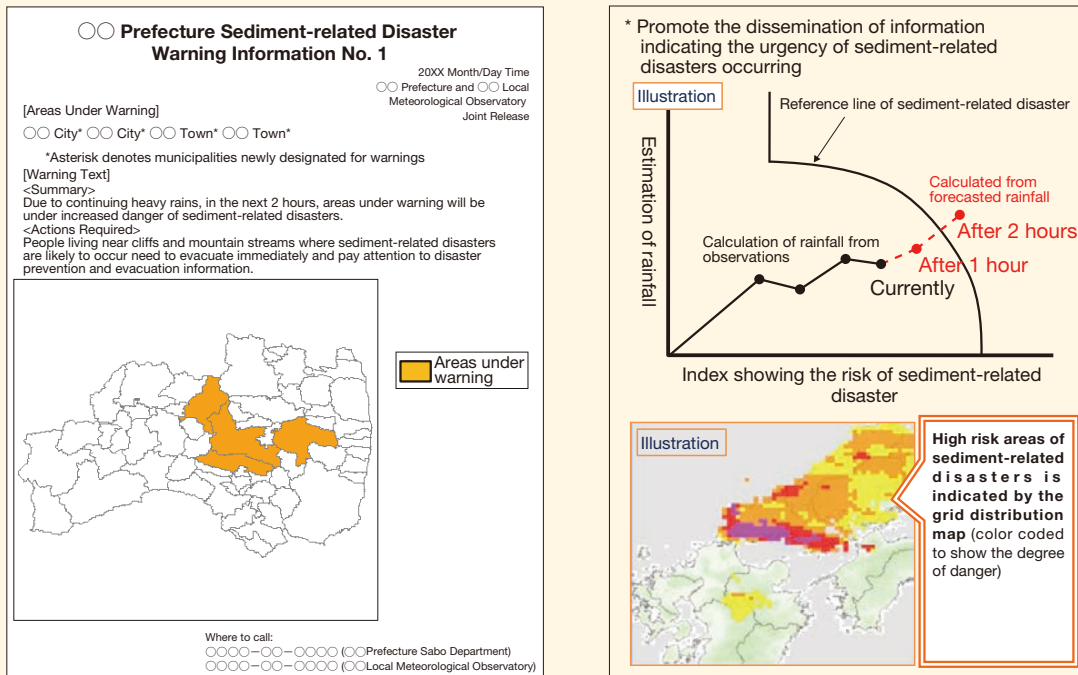 ○○ Prefecture Sediment-related Disaster
Warning Information No. 1
20XX Month/Day Time
○○ Prefecture and ○○ Local
Meteorological Observatory
Joint Release
[Areas Under Warning]
○○ City* ○○ City* ○○ Town* ○○ Town*
*Asterisk denotes municipalities newly designated for warnings
[Warning Text]
<Summary>
Due to continuing heavy rains, in the next 2 hours, areas under warning will be
under increased danger of sediment-related disasters.
<Actions Required>
People living near cliffs and mountain streams where sediment-related disasters
are likely to occur need to evacuate immediately and pay attention to disaster
prevention and evacuation information.
Areas under
warning
Where to call:
○○○○−○○−○○○○ (○○Prefecture Sabo Department)
○○○○−○○−○○○○ (○○Local Meteorological Observatory)
* Promote the dissemination of information
indicating the urgency of sediment-related
disasters occurring
Illustration
Reference line of sediment-related disaster
Estimation of rainfall
Calculated from
forecasted rainfall
After 2 hours
Calculation of rainfall from
observations
After 1 hour
Currently
Index showing the risk of sediment-related
disaster
Illustration
High risk areas of
sediment-related
disasters is
indicated by the
grid distribution
map (color coded
to show the degree
of danger)